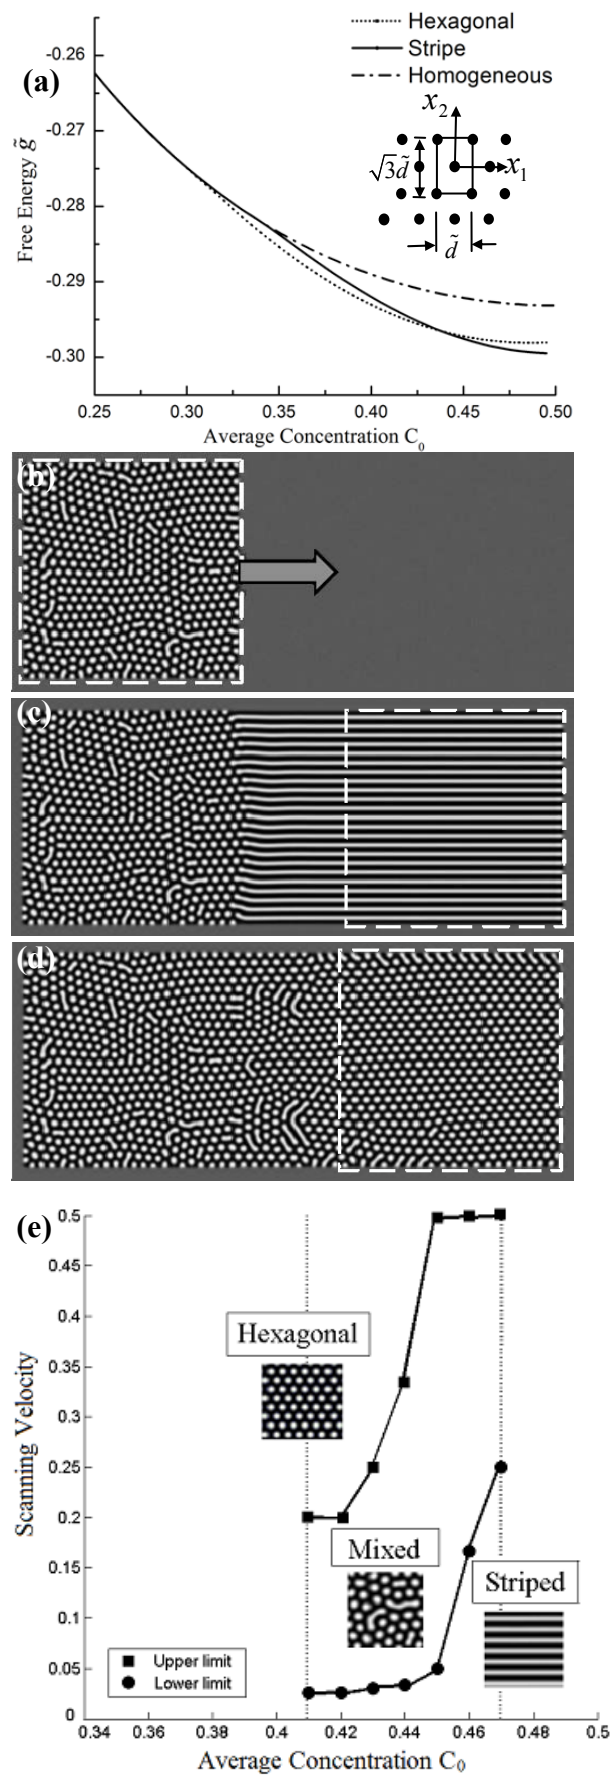 (a)
Hexagonal
Stripe
Homogeneous
Free Energy g̃
-0.26
-0.27
-0.28
-0.29
-0.30
x₂
x₁
√3d̃
d̃
0.25 0.30 0.35 0.40 0.45 0.50
Average Concentration C₀
(b)
(c)
(d)
(e)
Scanning Velocity
0.5
0.45
0.4
0.35
0.3
0.25
0.2
0.15
0.1
0.05
0
Hexagonal
Mixed
Striped
Upper limit
Lower limit
0.34 0.36 0.38 0.4 0.42 0.44 0.46 0.48 0.5
Average Concentration C₀